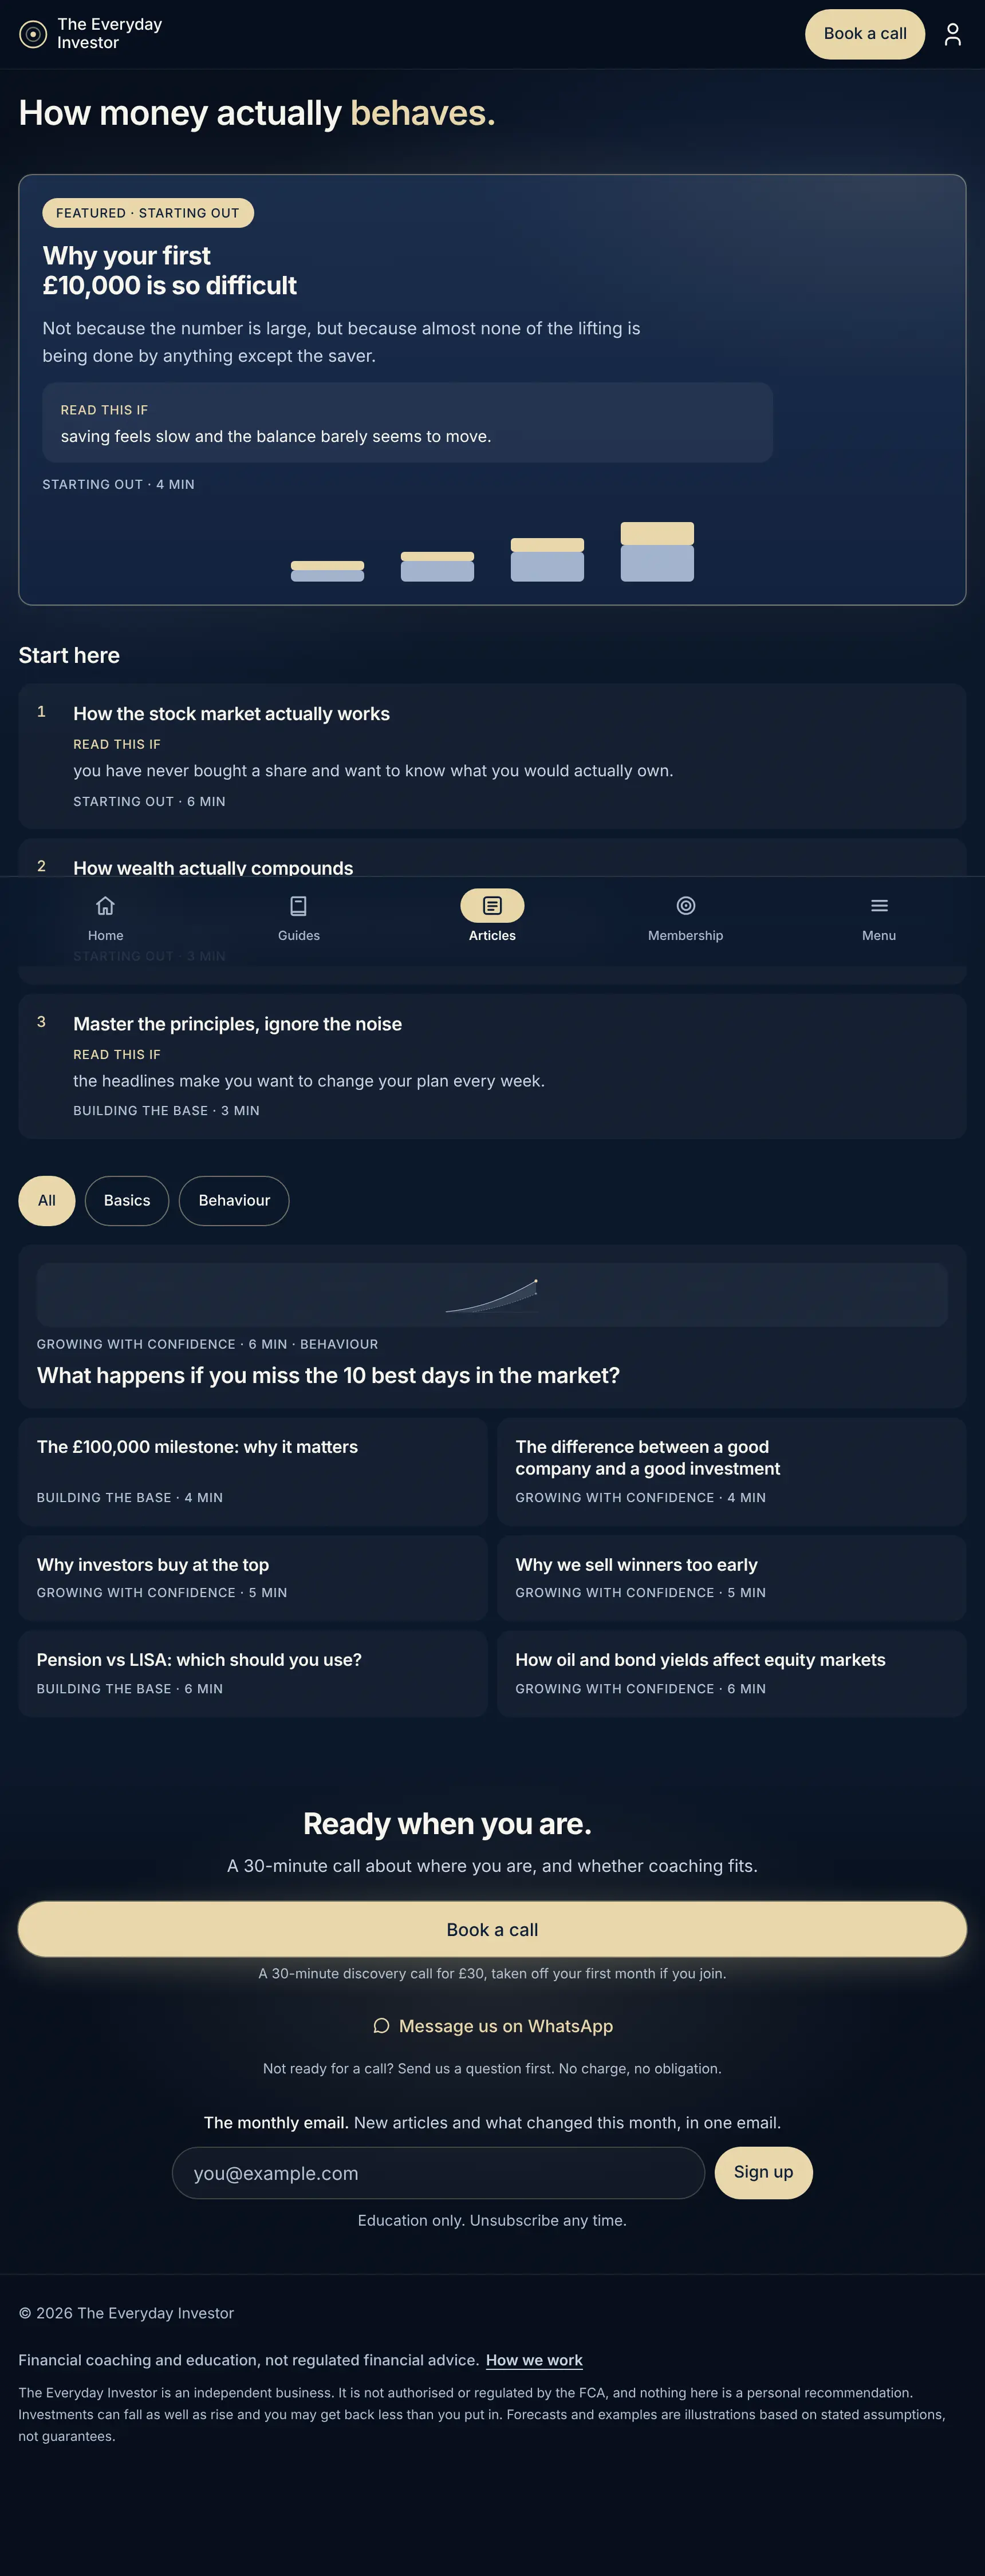 The Everyday
Investor
Book a call
How money actually behaves.
FEATURED · STARTING OUT
Why your first
£10,000 is so difficult
Not because the number is large, but because almost none of the lifting is
being done by anything except the saver.
READ THIS IF
saving feels slow and the balance barely seems to move.
STARTING OUT · 4 MIN
Start here
1
How the stock market actually works
READ THIS IF
you have never bought a share and want to know what you would actually own.
STARTING OUT · 6 MIN
2
How wealth actually compounds
Home
Guides
Articles
Membership
Menu
STARTING OUT · 3 MIN
3
Master the principles, ignore the noise
READ THIS IF
the headlines make you want to change your plan every week.
BUILDING THE BASE · 3 MIN
All
Basics
Behaviour
GROWING WITH CONFIDENCE · 6 MIN · BEHAVIOUR
What happens if you miss the 10 best days in the market?
The £100,000 milestone: why it matters
BUILDING THE BASE · 4 MIN
The difference between a good
company and a good investment
GROWING WITH CONFIDENCE · 4 MIN
Why investors buy at the top
GROWING WITH CONFIDENCE · 5 MIN
Why we sell winners too early
GROWING WITH CONFIDENCE · 5 MIN
Pension vs LISA: which should you use?
BUILDING THE BASE · 6 MIN
How oil and bond yields affect equity markets
GROWING WITH CONFIDENCE · 6 MIN
Ready when you are.
A 30-minute call about where you are, and whether coaching fits.
Book a call
A 30-minute discovery call for £30, taken off your first month if you join.
Message us on WhatsApp
Not ready for a call? Send us a question first. No charge, no obligation.
The monthly email. New articles and what changed this month, in one email.
you@example.com
Sign up
Education only. Unsubscribe any time.
© 2026 The Everyday Investor
Financial coaching and education, not regulated financial advice. How we work
The Everyday Investor is an independent business. It is not authorised or regulated by the FCA, and nothing here is a personal recommendation.
Investments can fall as well as rise and you may get back less than you put in. Forecasts and examples are illustrations based on stated assumptions,
not guarantees.